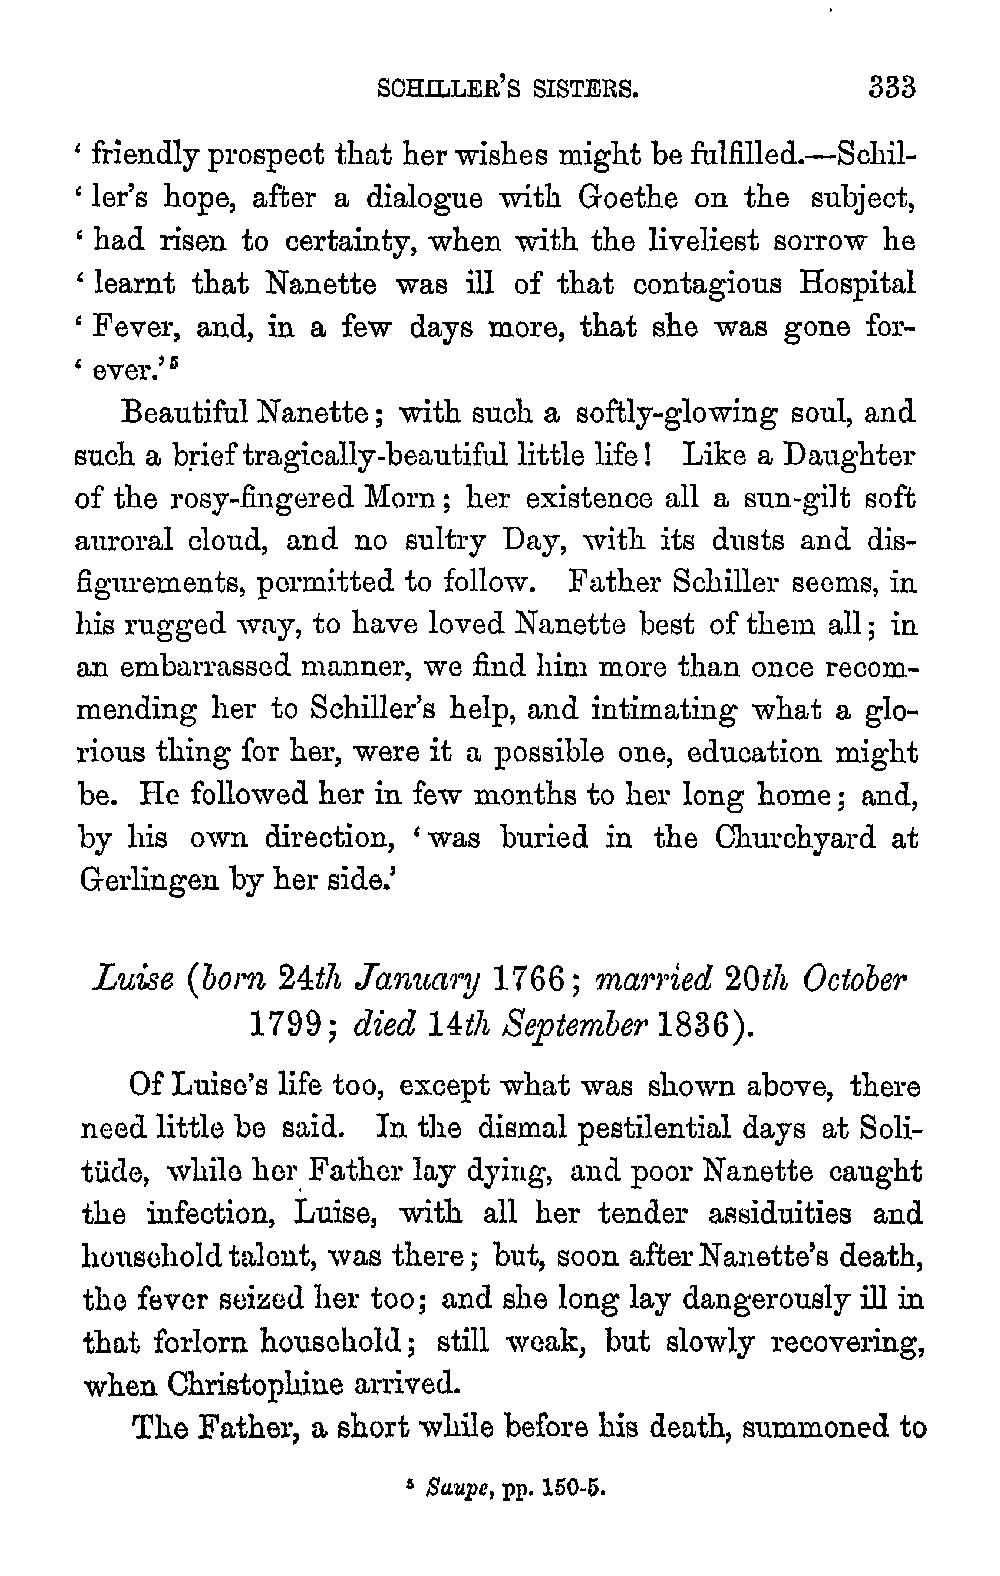 SCHILLER'S SISTERS. 333
‘ friendly prospect that her wishes might be fulfilled.—Schil-
‘ ler's hope, after a dialogue with Goethe on the subject,
‘ had risen to certainty, when with the liveliest sorrow he
‘ learnt that Nanette was ill of that contagious Hospital
‘ Fever, and, in a few days more, that she was gone for-
‘ ever.’⁵
Beautiful Nanette; with such a softly-glowing soul, and
such a brief tragically-beautiful little life! Like a Daughter
of the rosy-fingered Morn; her existence all a sun-gilt soft
auroral cloud, and no sultry Day, with its dusts and dis-
figurements, permitted to follow. Father Schiller seems, in
his rugged way, to have loved Nanette best of them all; in
an embarrassed manner, we find him more than once recom-
mending her to Schiller's help, and intimating what a glo-
rious thing for her, were it a possible one, education might
be. He followed her in few months to her long home; and,
by his own direction, ‘ was buried in the Churchyard at
Gerlingen by her side.’
Luise (born 24th January 1766; married 20th October
1799; died 14th September 1836).
Of Luise's life too, except what was shown above, there
need little be said. In the dismal pestilential days at Soli-
tüde, while her Father lay dying, and poor Nanette caught
the infection, Luise, with all her tender assiduities and
household talent, was there; but, soon after Nanette's death,
the fever seized her too; and she long lay dangerously ill in
that forlorn household; still weak, but slowly recovering,
when Christophine arrived.
The Father, a short while before his death, summoned to
⁵ Saupe, pp. 150-5.